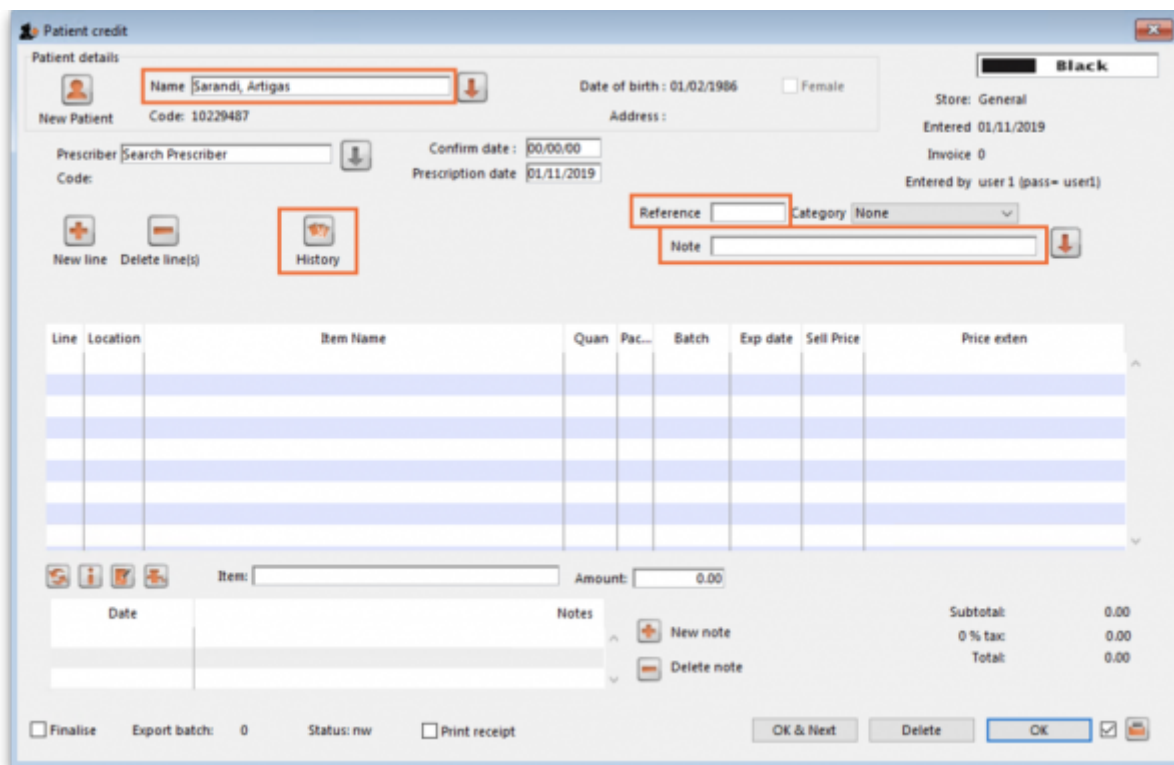 Patient credit
Patient details
Black
Name Sarandi, Artigas
Date of birth : 01/02/1986
Female
Store: General
New Patient
Code: 10229487
Address :
Entered 01/11/2019
Prescriber Search Prescriber
Confirm date : 00/00/00
Invoice 0
Code:
Prescription date 01/11/2019
Entered by user 1 (pass= user1)
Reference
Category None
Note
New line Delete line(s) History
Line Location Item Name Quan Pac... Batch Exp date Sell Price Price exten
Item:
Amount: 0.00
Date Notes
New note
Delete note
Subtotal: 0.00
0 % tax: 0.00
Total: 0.00
Finalise Export batch: 0 Status: nw Print receipt OK & Next Delete OK